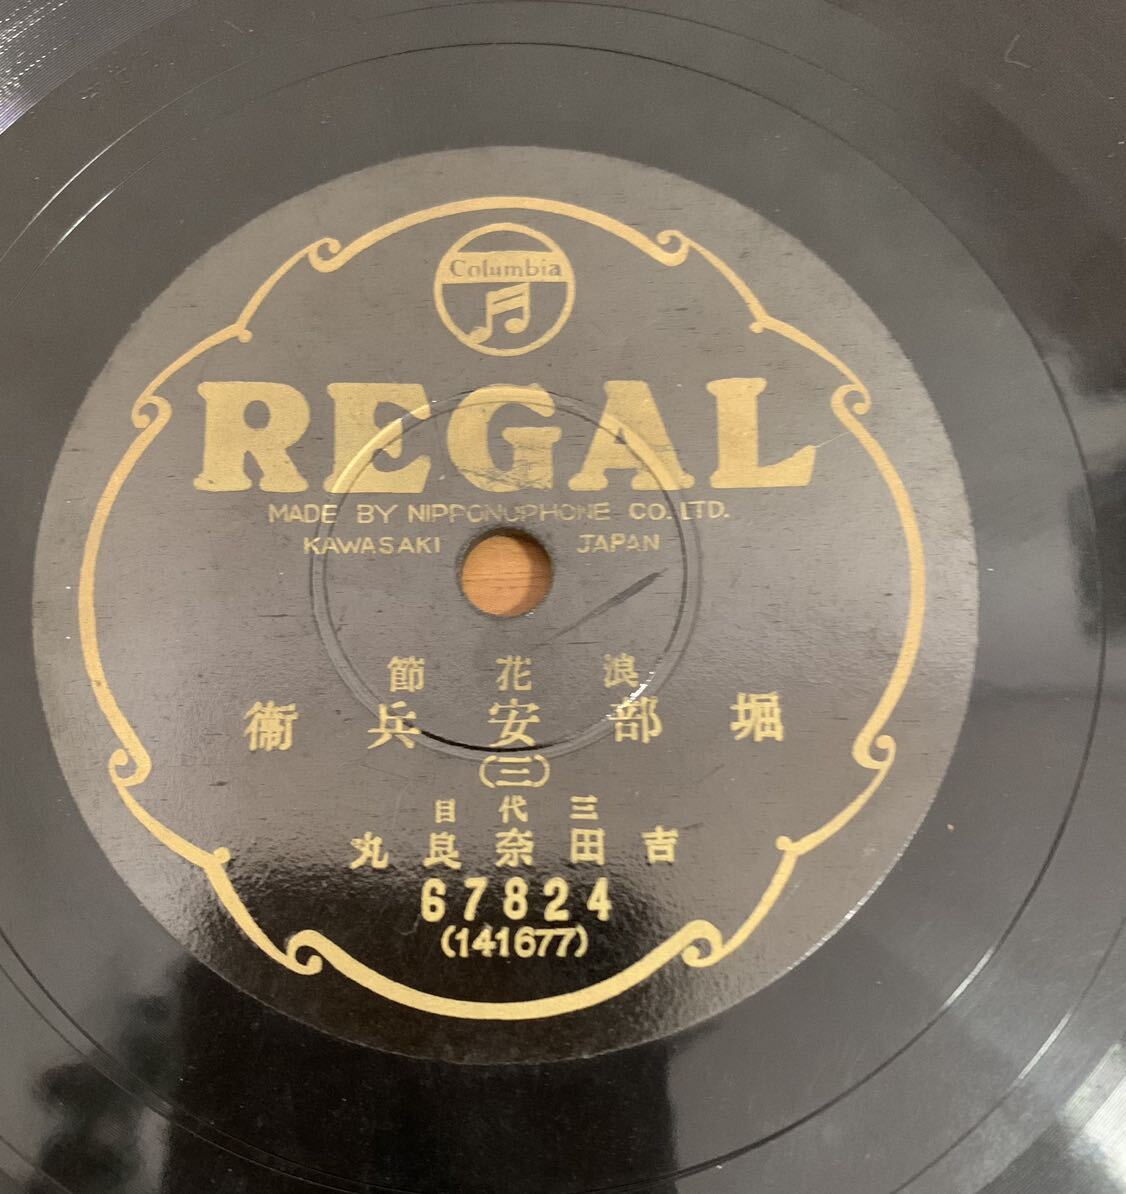 Columbia
REGAL
MADE BY NIPPONOPHONE CO. LTD.
KAWASAKI JAPAN
浪花節
堀部安兵衛
(三)
三代目
吉田奈良丸
67824
(141677)